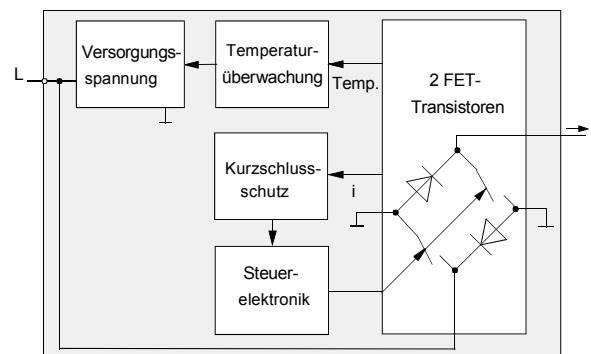 L
Versorgungs-
spannung
Temperatur-
überwachung
Temp.
2 FET-
Transistoren
Kurzschluss-
schutz
i
Steuer-
elektronik